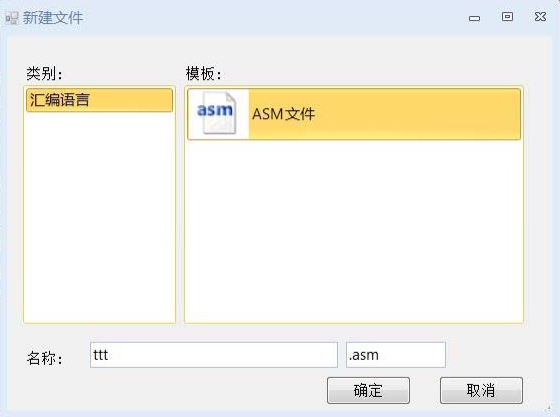 新建文件
类别: 模板:
汇编语言
asm ASM文件
名称: ttt .asm
确定 取消